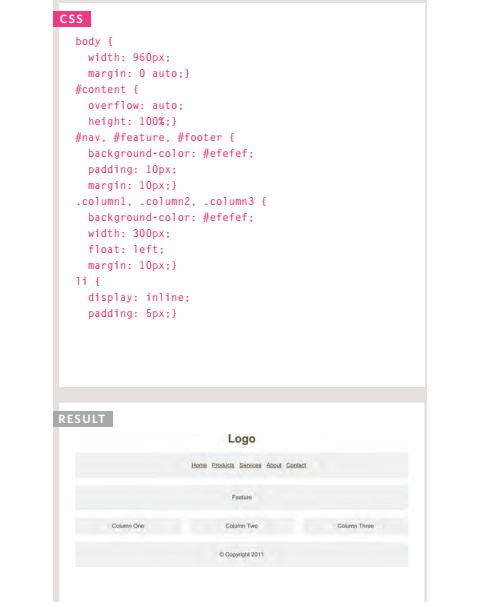 CSS
body {
width: 960px;
margin: 0 auto;}
#content {
overflow: auto;
height: 100%;}
#nav, #feature, #footer {
background-color: #efefef;
padding: 10px;
margin: 10px;}
.column1, .column2, .column3 {
background-color: #efefef;
width: 300px;
float: left;
margin: 10px;}
li {
display: inline;
padding: 5px;}
RESULT
Logo
Home Products Services About Contact
Feature
Column One Column Two Column Three
© Copyright 2011